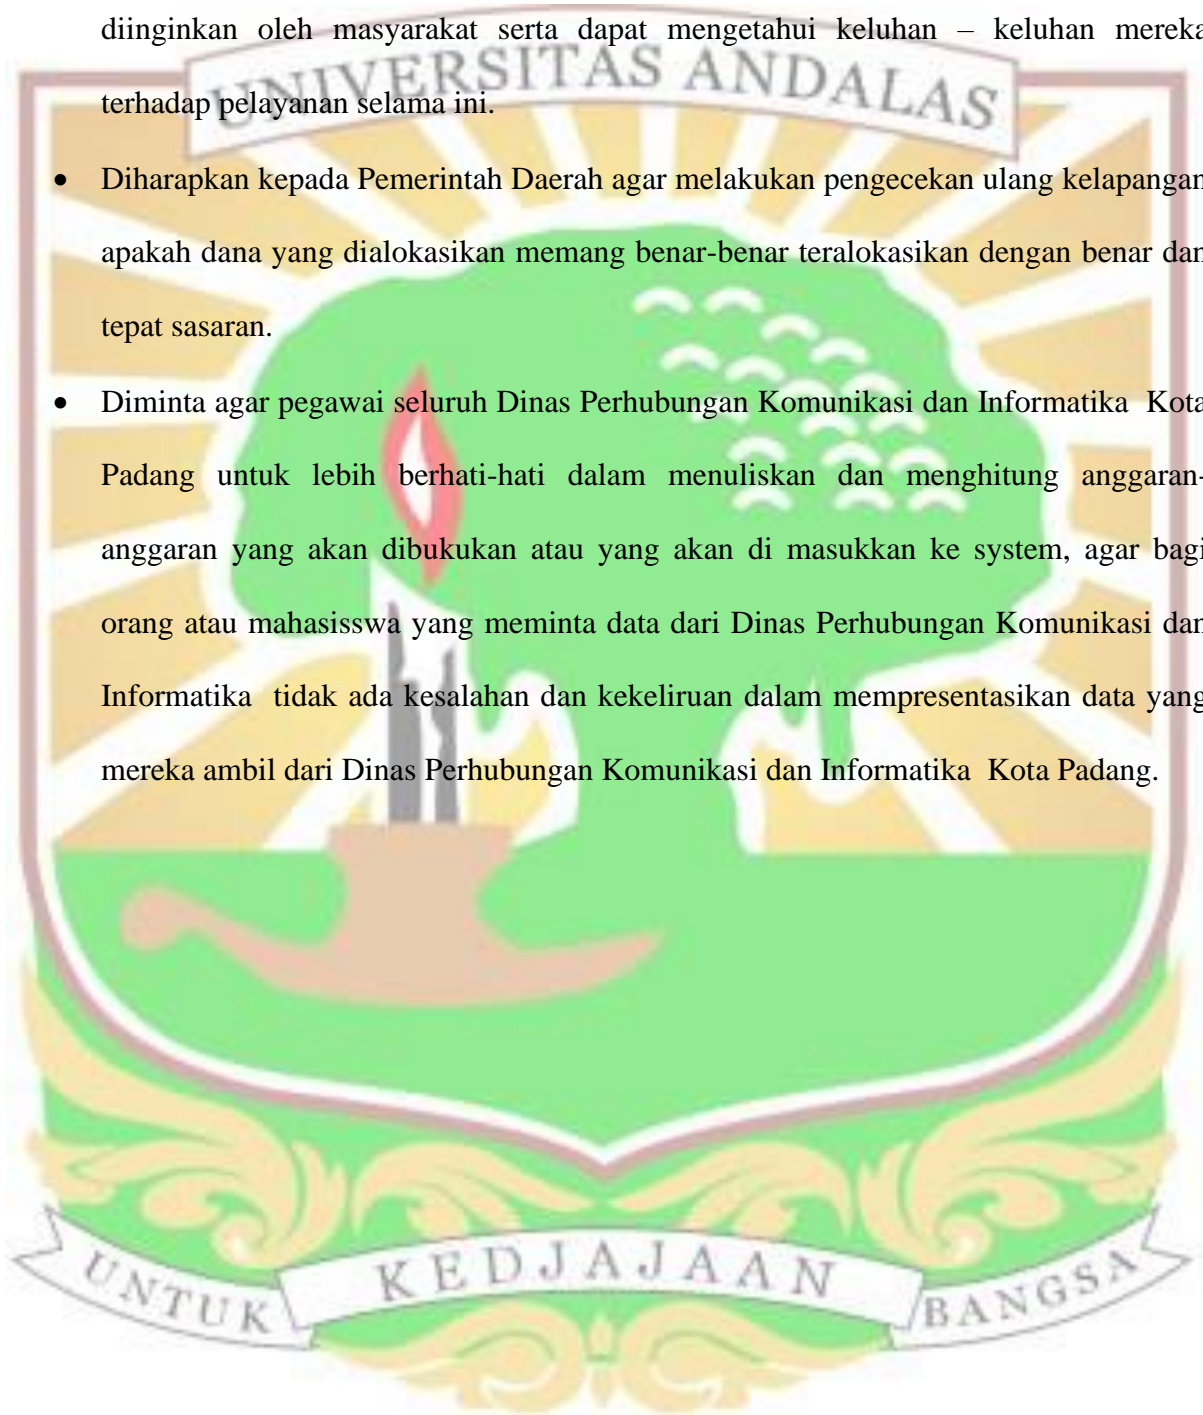 diinginkan oleh masyarakat serta dapat mengetahui keluhan – keluhan mereka
UNIVERSITAS ANDALAS
terhadap pelayanan selama ini.
• Diharapkan kepada Pemerintah Daerah agar melakukan pengecekan ulang kelapangan
apakah dana yang dialokasikan memang benar-benar teralokasikan dengan benar dan
tepat sasaran.
• Diminta agar pegawai seluruh Dinas Perhubungan Komunikasi dan Informatika Kota
Padang untuk lebih berhati-hati dalam menuliskan dan menghitung anggaran-
anggaran yang akan dibukukan atau yang akan di masukkan ke system, agar bagi
orang atau mahasisswa yang meminta data dari Dinas Perhubungan Komunikasi dan
Informatika tidak ada kesalahan dan kekeliruan dalam mempresentasikan data yang
mereka ambil dari Dinas Perhubungan Komunikasi dan Informatika Kota Padang.
UNTUK KEDJAJAAN BANGSA